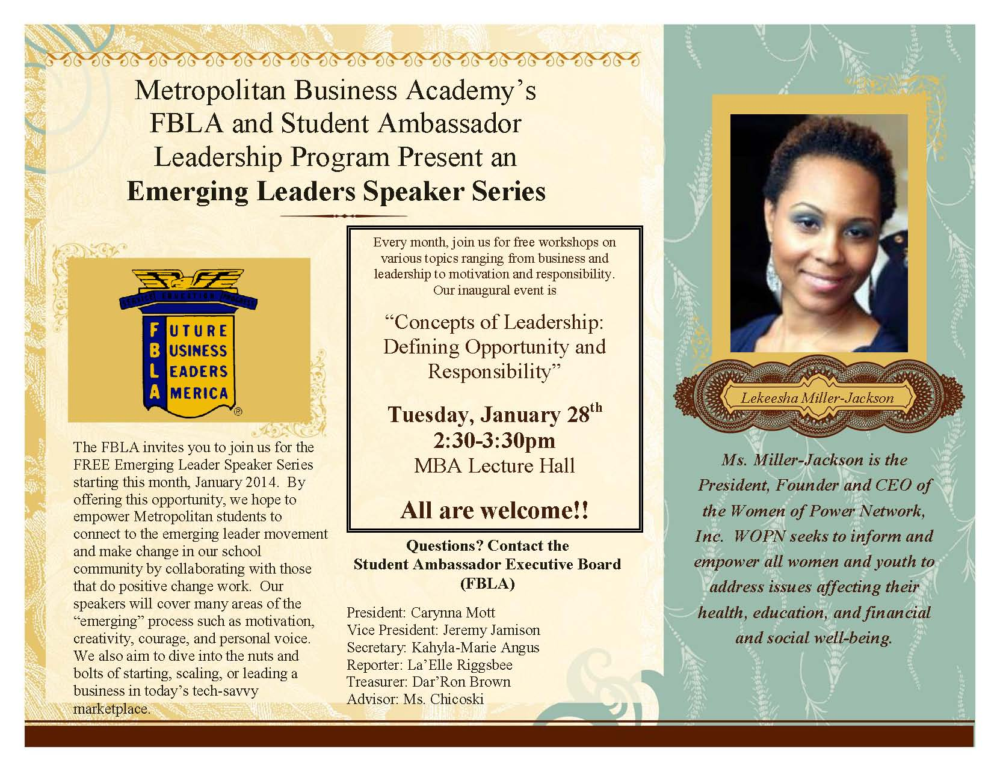 Metropolitan Business Academy’s
FBLA and Student Ambassador
Leadership Program Present an
Emerging Leaders Speaker Series
SERVICE EDUCATION PROGRESS
FUTURE
BUSINESS
LEADERS
AMERICA
®
The FBLA invites you to join us for the
FREE Emerging Leader Speaker Series
starting this month, January 2014.  By
offering this opportunity, we hope to
empower Metropolitan students to
connect to the emerging leader movement
and make change in our school
community by collaborating with those
that do positive change work.  Our
speakers will cover many areas of the
“emerging” process such as motivation,
creativity, courage, and personal voice.
We also aim to dive into the nuts and
bolts of starting, scaling, or leading a
business in today’s tech-savvy
marketplace.
Every month, join us for free workshops on
various topics ranging from business and
leadership to motivation and responsibility.
Our inaugural event is
“Concepts of Leadership:
Defining Opportunity and
Responsibility”
Tuesday, January 28th
2:30-3:30pm
MBA Lecture Hall
All are welcome!!
Questions? Contact the
Student Ambassador Executive Board
(FBLA)
President: Carynna Mott
Vice President: Jeremy Jamison
Secretary: Kahyla-Marie Angus
Reporter: La’Elle Riggsbee
Treasurer: Dar’Ron Brown
Advisor: Ms. Chicoski
Lekeesha Miller-Jackson
Ms. Miller-Jackson is the
President, Founder and CEO of
the Women of Power Network,
Inc.  WOPN seeks to inform and
empower all women and youth to
address issues affecting their
health, education, and financial
and social well-being.